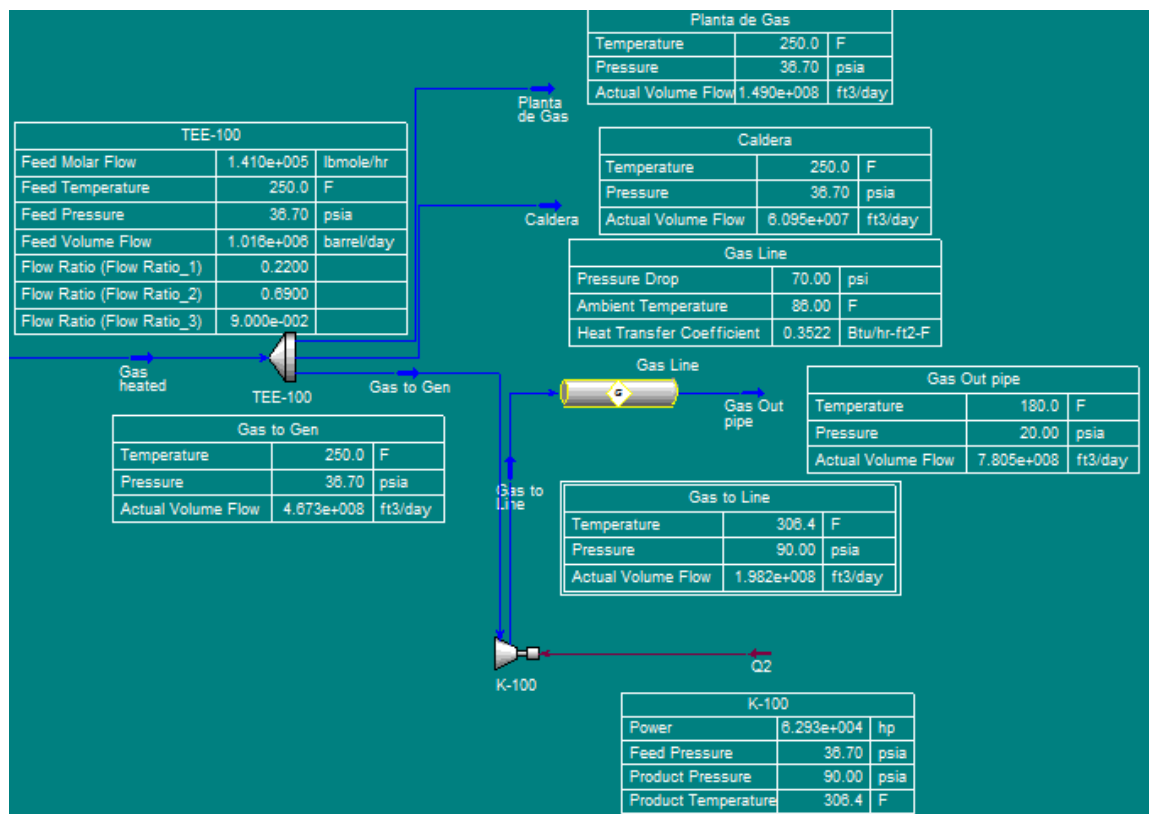 Planta de Gas
Temperature 250.0 F
Pressure 36.70 psia
Actual Volume Flow 1.490e+008 ft3/day
Planta
de Gas
TEE-100
Feed Molar Flow 1.410e+005 lbmole/hr
Feed Temperature 250.0 F
Feed Pressure 36.70 psia
Feed Volume Flow 1.016e+006 barrel/day
Flow Ratio (Flow Ratio_1) 0.2200
Flow Ratio (Flow Ratio_2) 0.6900
Flow Ratio (Flow Ratio_3) 9.000e-002
Caldera
Temperature 250.0 F
Pressure 36.70 psia
Actual Volume Flow 6.095e+007 ft3/day
Caldera
Gas Line
Pressure Drop 70.00 psi
Ambient Temperature 86.00 F
Heat Transfer Coefficient 0.3522 Btu/hr-ft2-F
Gas
heated
TEE-100
Gas to Gen
Gas Line
G
Gas Out
pipe
Gas Out pipe
Temperature 180.0 F
Pressure 20.00 psia
Actual Volume Flow 7.805e+008 ft3/day
Gas to Gen
Temperature 250.0 F
Pressure 36.70 psia
Actual Volume Flow 4.673e+008 ft3/day
Gas to
Line
Gas to Line
Temperature 306.4 F
Pressure 90.00 psia
Actual Volume Flow 1.982e+008 ft3/day
K-100
Q2
K-100
Power 6.293e+004 hp
Feed Pressure 36.70 psia
Product Pressure 90.00 psia
Product Temperature 306.4 F